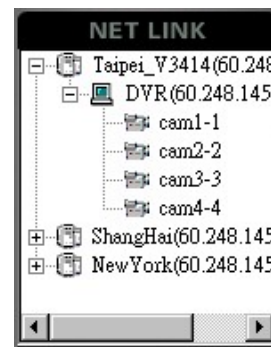 NET LINK
Taipei_V3414(60.248
DVR(60.248.145
cam1-1
cam2-2
cam3-3
cam4-4
ShangHai(60.248.145
NewYork(60.248.145